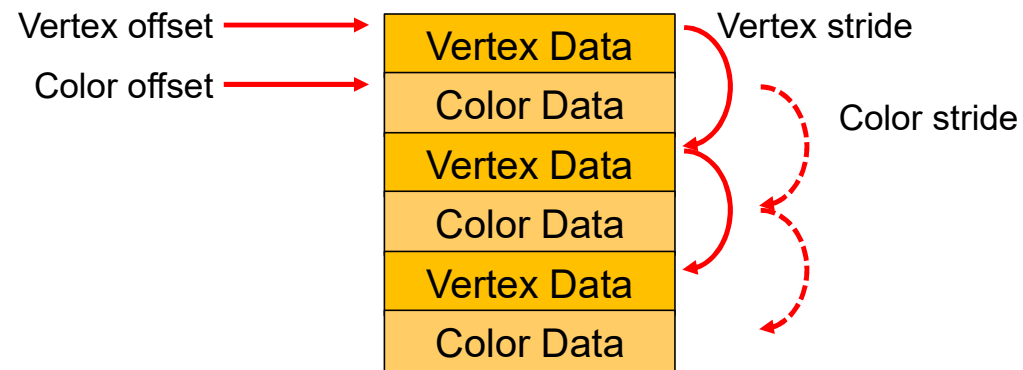 Vertex offset
Vertex Data
Vertex stride
Color offset
Color Data
Color stride
Vertex Data
Color Data
Vertex Data
Color Data